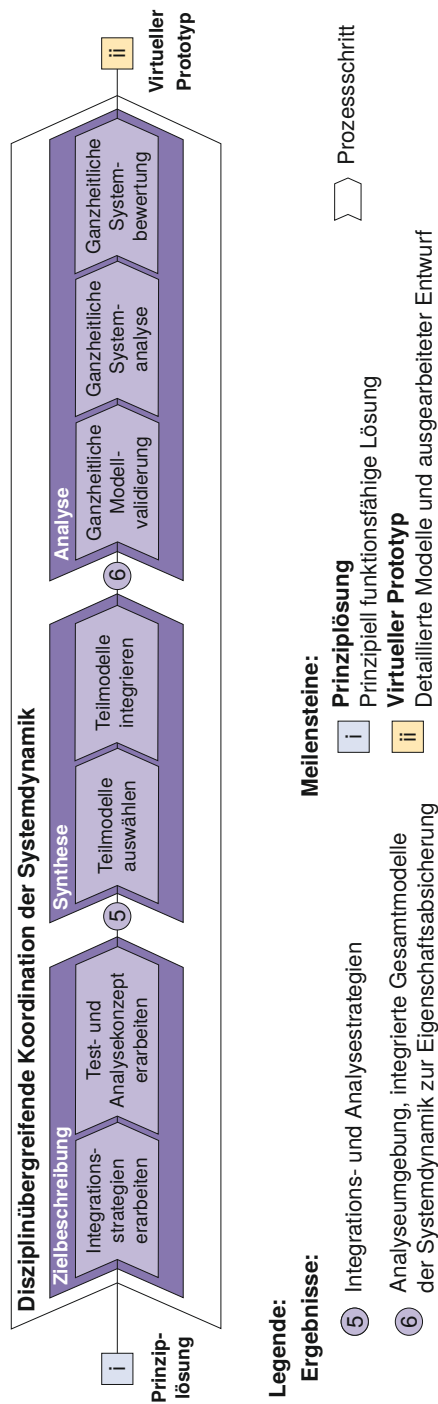 Disziplinübergreifende Koordination der Systemdynamik
Zielbeschreibung
Integrations-
strategien
erarbeiten
Test- und
Analysekonzept
erarbeiten
5
Synthese
Teilmodelle
auswählen
Teilmodelle
integrieren
6
Analyse
Ganzheitliche
Modell-
validierung
Ganzheitliche
System-
analyse
Ganzheitliche
System-
bewertung
i
Prinzip-
lösung
ii
Virtueller
Prototyp
Legende:
Ergebnisse:
5 Integrations- und Analysestrategien
6 Analyseumgebung, integrierte Gesamtmodelle
der Systemdynamik zur Eigenschaftsabsicherung
Meilensteine:
i Prinziplösung
Prinzipiell funktionsfähige Lösung
ii Virtueller Prototyp
Detaillierte Modelle und ausgearbeiteter Entwurf
Prozessschritt